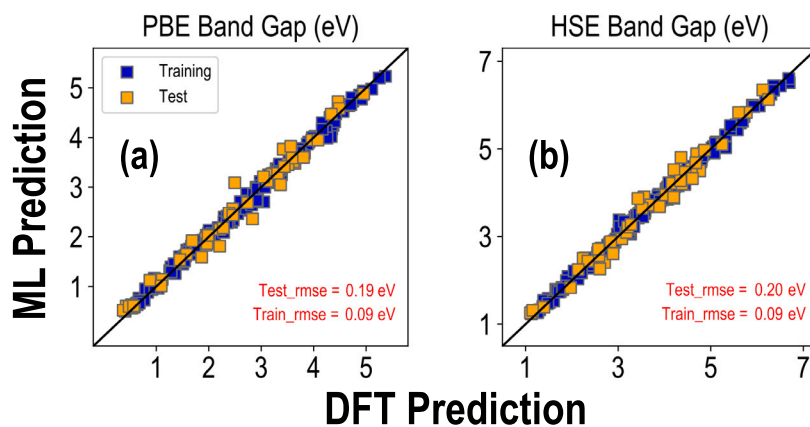 PBE Band Gap (eV)
HSE Band Gap (eV)
ML Prediction
Training
Test
(a)
5
4
3
2
1
Test_rmse = 0.19 eV
Train_rmse = 0.09 eV
1 2 3 4 5
(b)
7
5
3
1
Test_rmse = 0.20 eV
Train_rmse = 0.09 eV
1 3 5 7
DFT Prediction